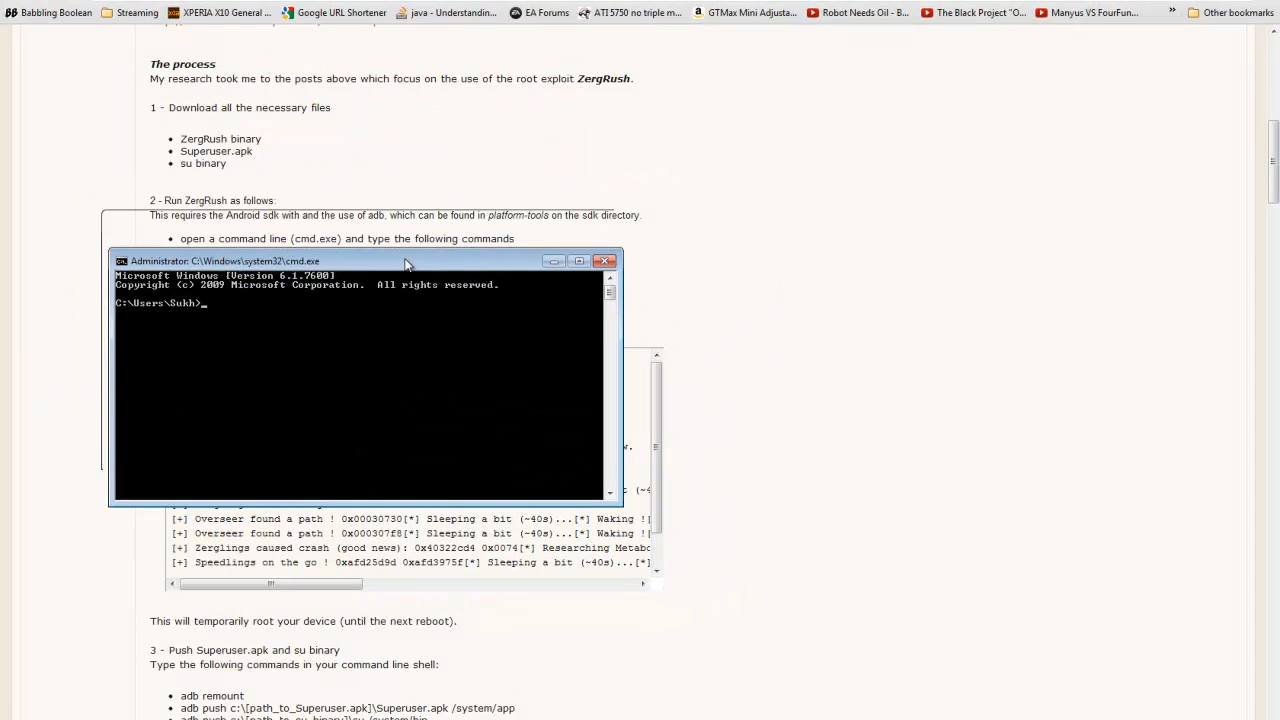 Babbling Boolean
Streaming
XPERIA X10 General ...
Google URL Shortener
java - Understandin...
EA Forums
AT15750 no triple m...
GTMax Mini Adjusta...
Robot Needs Oil - B...
The Black Project "O...
Manyus VS FourFun...
»
Other bookmarks
The process
My research took me to the posts above which focus on the use of the root exploit ZergRush.
1 - Download all the necessary files
• ZergRush binary
• Superuser.apk
• su binary
2 - Run ZergRush as follows:
This requires the Android sdk with and the use of adb, which can be found in platform-tools on the sdk directory.
• open a command line (cmd.exe) and type the following commands
Administrator: C:\Windows\system32\cmd.exe
Microsoft Windows [Version 6.1.7600]
Copyright (c) 2009 Microsoft Corporation.  All rights reserved.
C:\Users\Sukh>_
[+] Overseer found a path ! 0x00030730[*] Sleeping a bit (~40s)...[*] Waking ![
[+] Overseer found a path ! 0x000307f8[*] Sleeping a bit (~40s)...[*] Waking ![
[+] Zerglings caused crash (good news): 0x40322cd4 0x0074[*] Researching Metabo
[+] Speedlings on the go ! 0xafd25d9d 0xafd3975f[*] Sleeping a bit (~40s)...[*]
This will temporarily root your device (until the next reboot).
3 - Push Superuser.apk and su binary
Type the following commands in your command line shell:
• adb remount
• adb push c:\[path_to_Superuser.apk]\Superuser.apk /system/app
• adb push c:\[path_to_su_binary]\su /system/bin